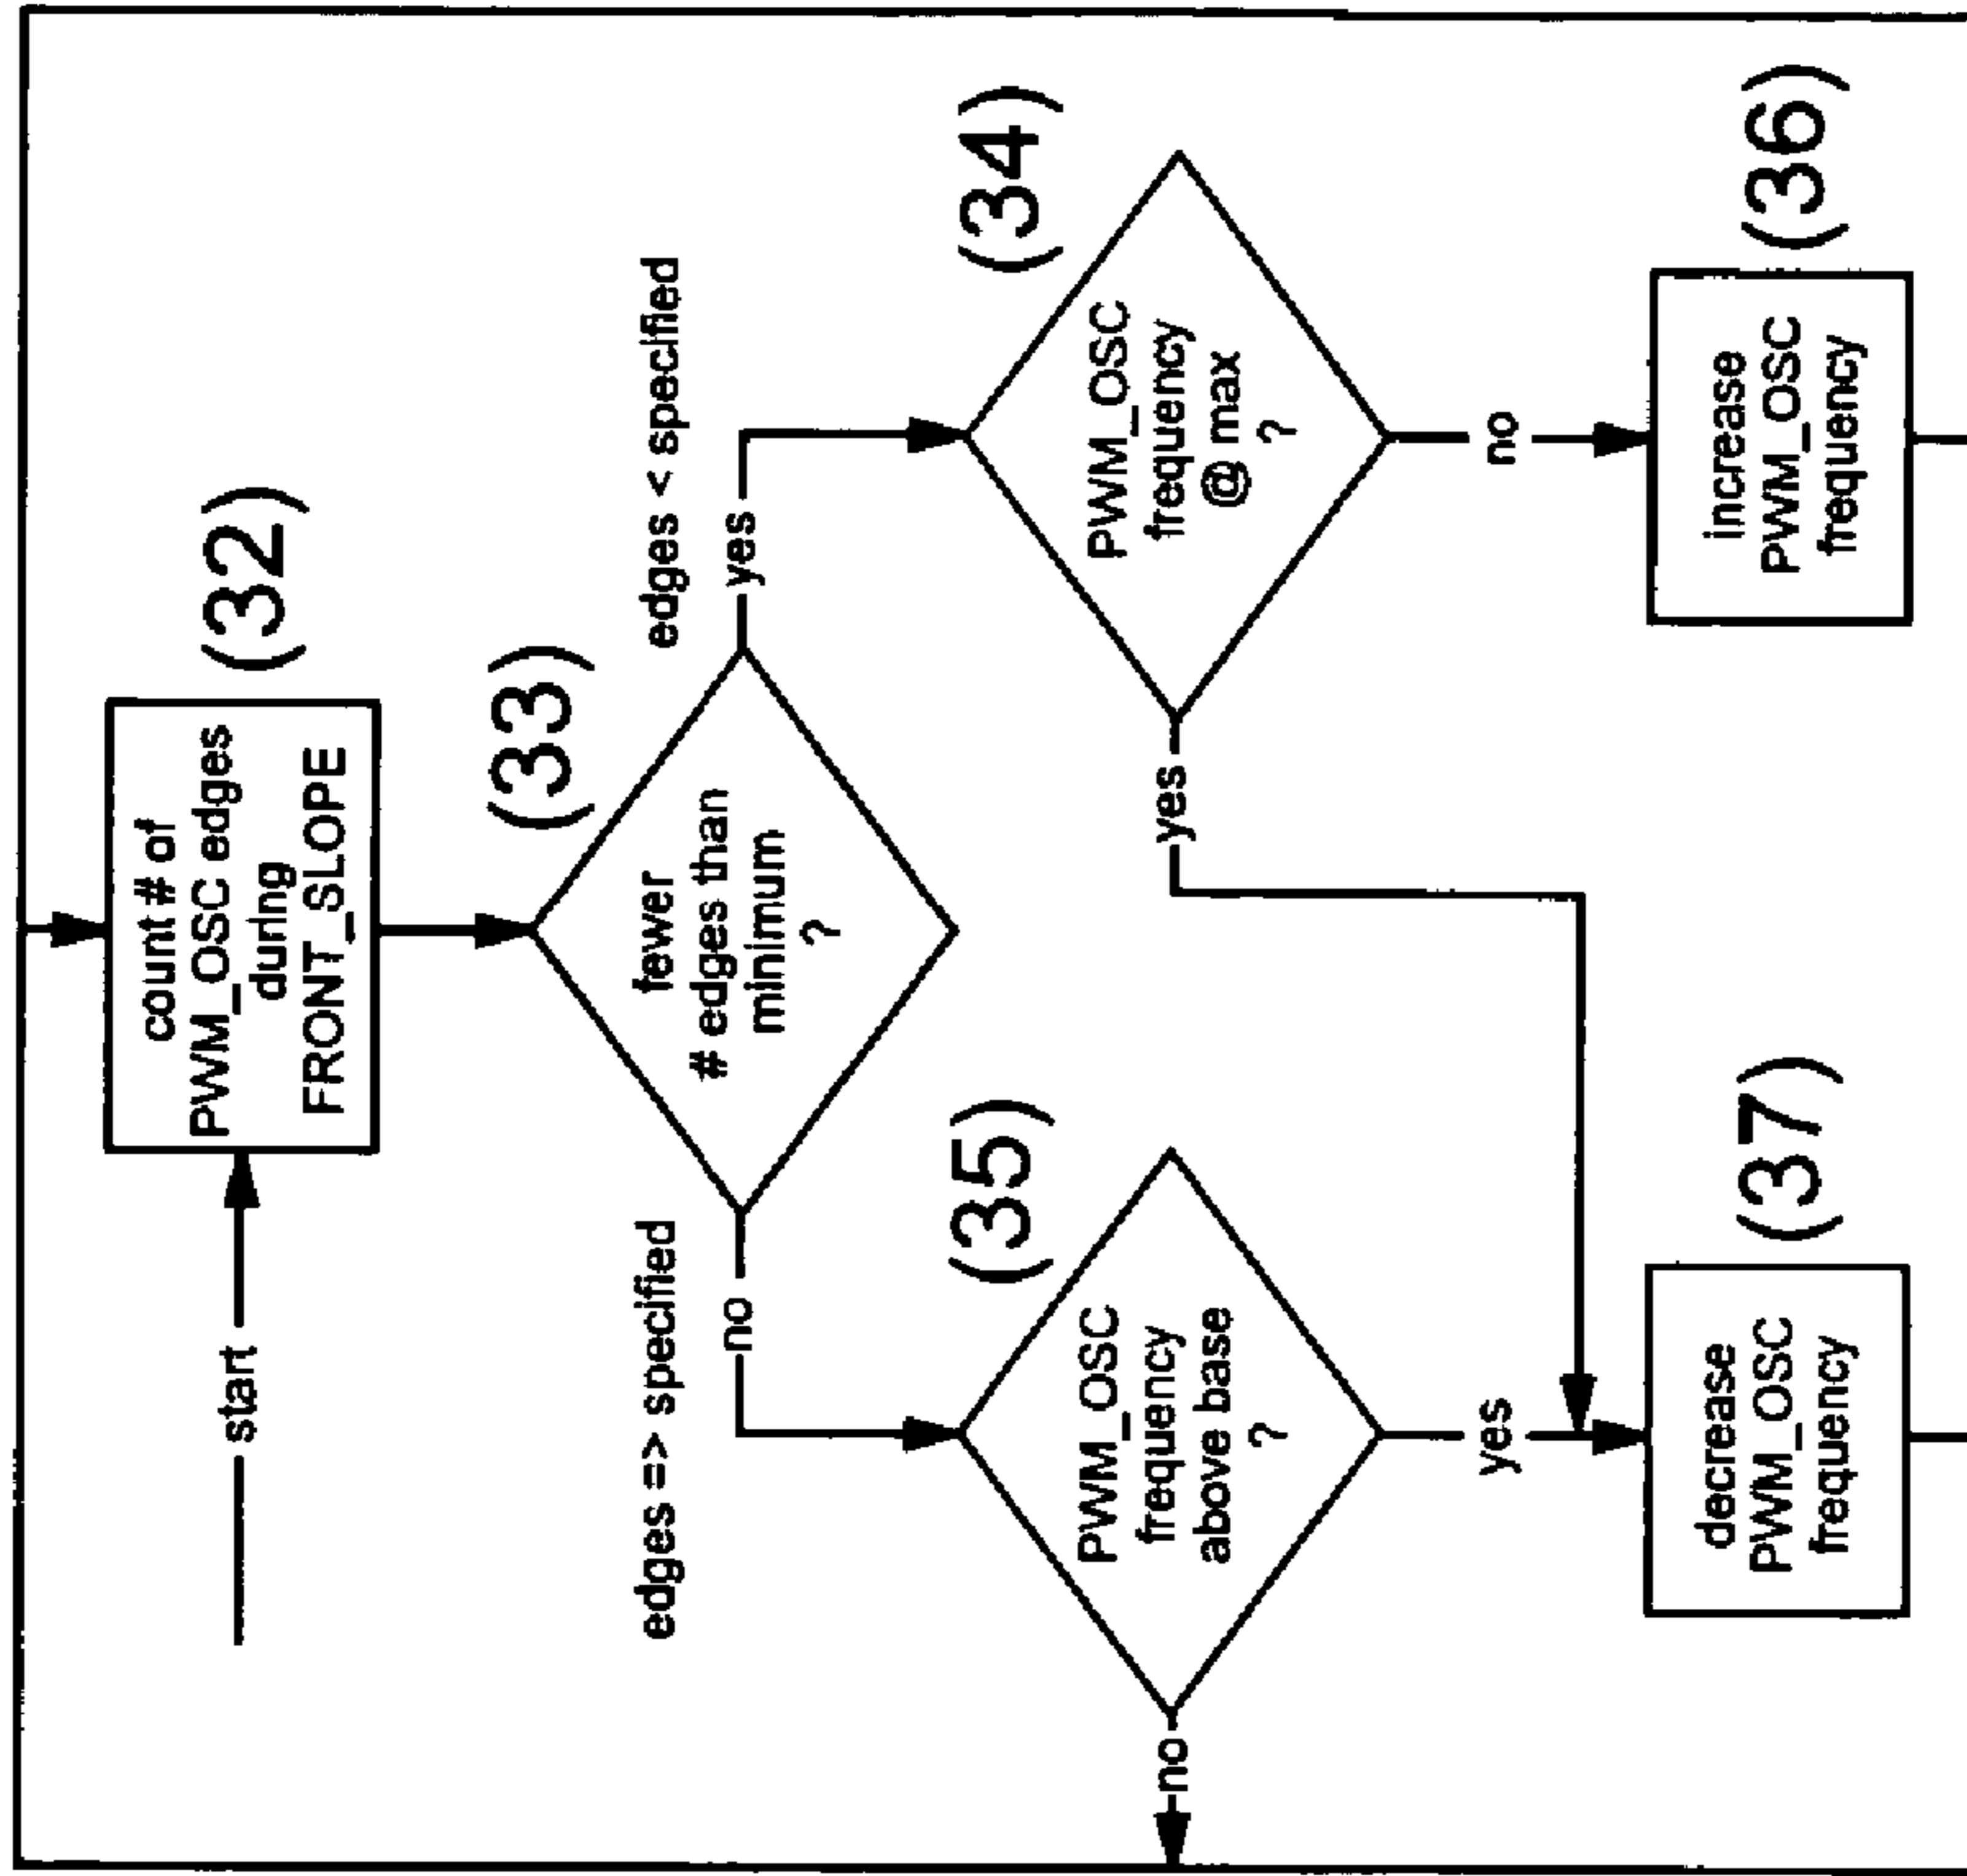 start
count # of
PWM_OSC edges
during
FRONT_SLOPE
(32)
(33)
fewer
# edges than
minimum
?
edges => specified
no
edges < specified
yes
(35)
PWM_OSC
frequency
above base
?
no
yes
(34)
PWM_OSC
frequency
@ max
?
yes
no
(37)
decrease
PWM_OSC
frequency
(36)
increase
PWM_OSC
frequency